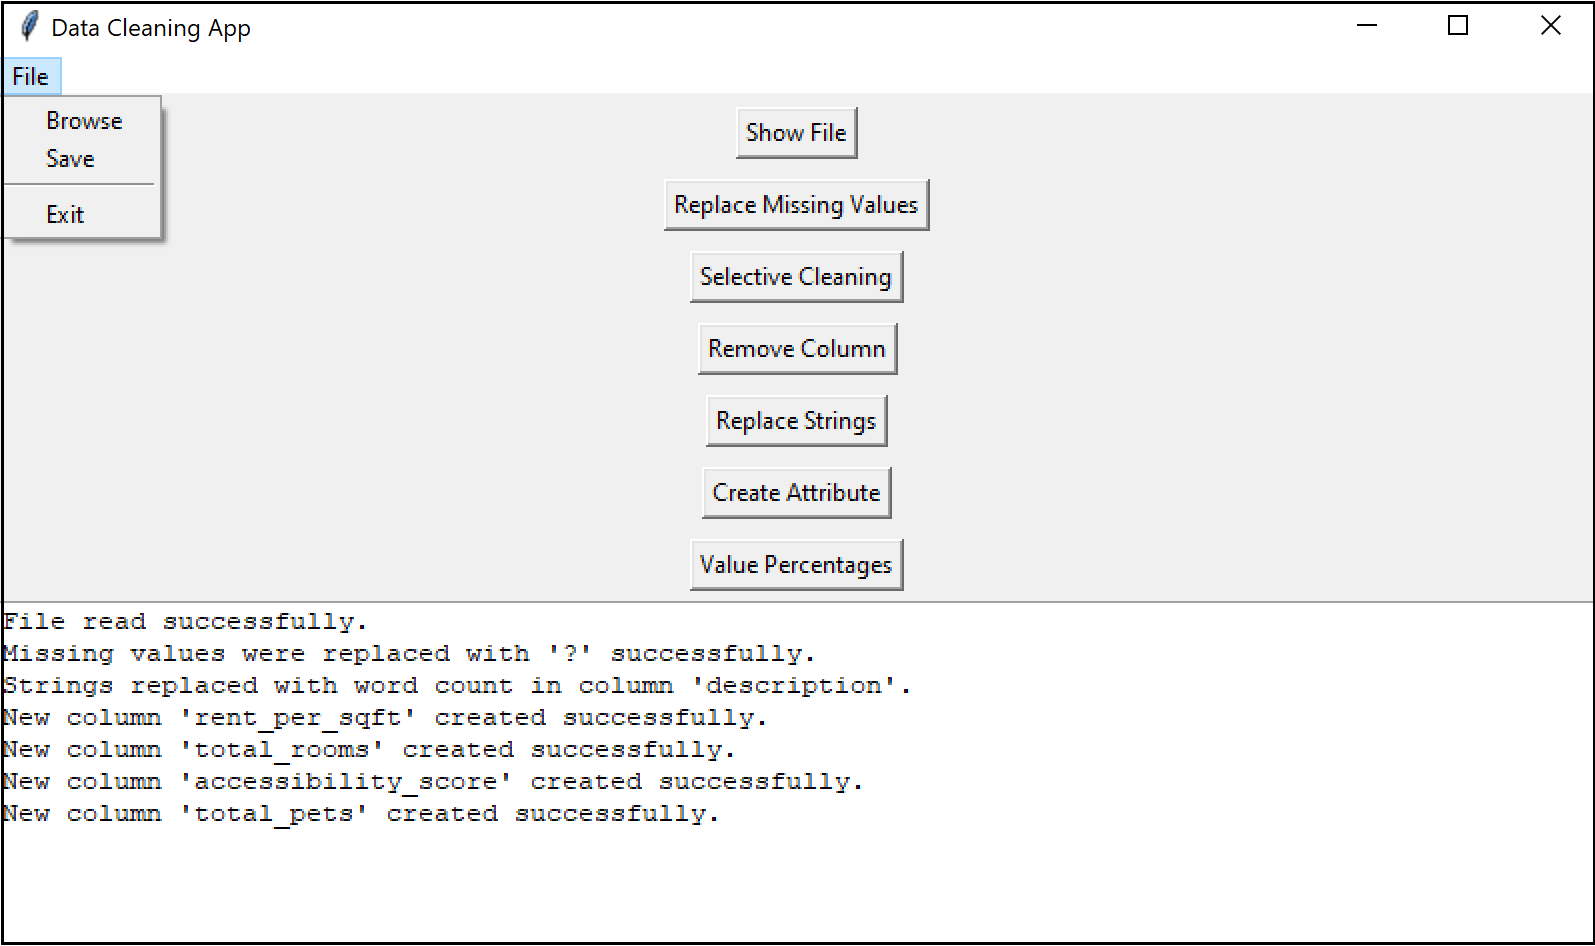 Data Cleaning App
File
Browse
Save
Exit
Show File
Replace Missing Values
Selective Cleaning
Remove Column
Replace Strings
Create Attribute
Value Percentages
File read successfully.
Missing values were replaced with '?' successfully.
Strings replaced with word count in column 'description'.
New column 'rent_per_sqft' created successfully.
New column 'total_rooms' created successfully.
New column 'accessibility_score' created successfully.
New column 'total_pets' created successfully.